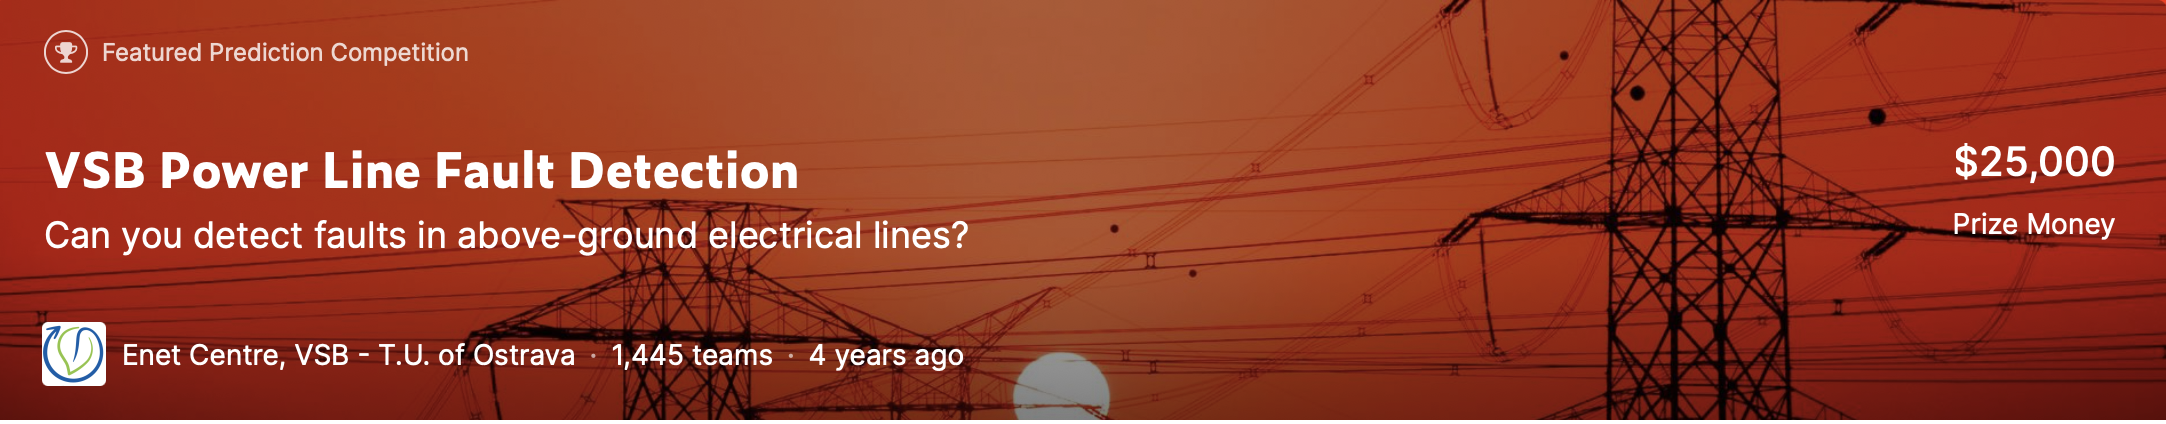 Featured Prediction Competition
VSB Power Line Fault Detection
Can you detect faults in above-ground electrical lines?
$25,000
Prize Money
Enet Centre, VSB - T.U. of Ostrava · 1,445 teams · 4 years ago